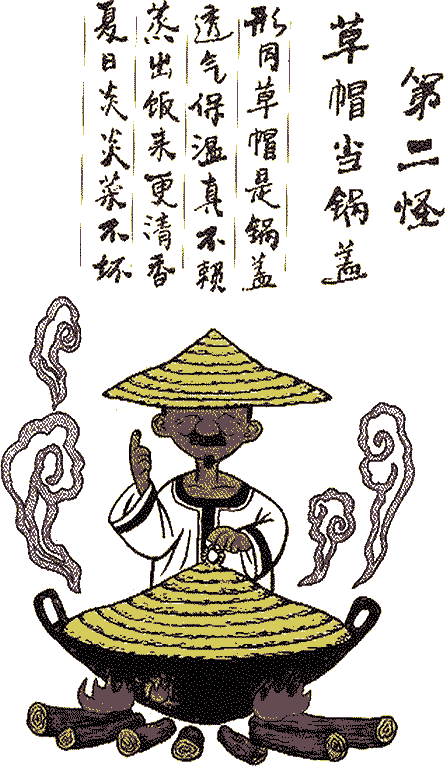 第二怪
草帽当锅盖
形同草帽是锅盖
透气保温真不赖
蒸出饭来更清香
夏日炎炎菜不坏